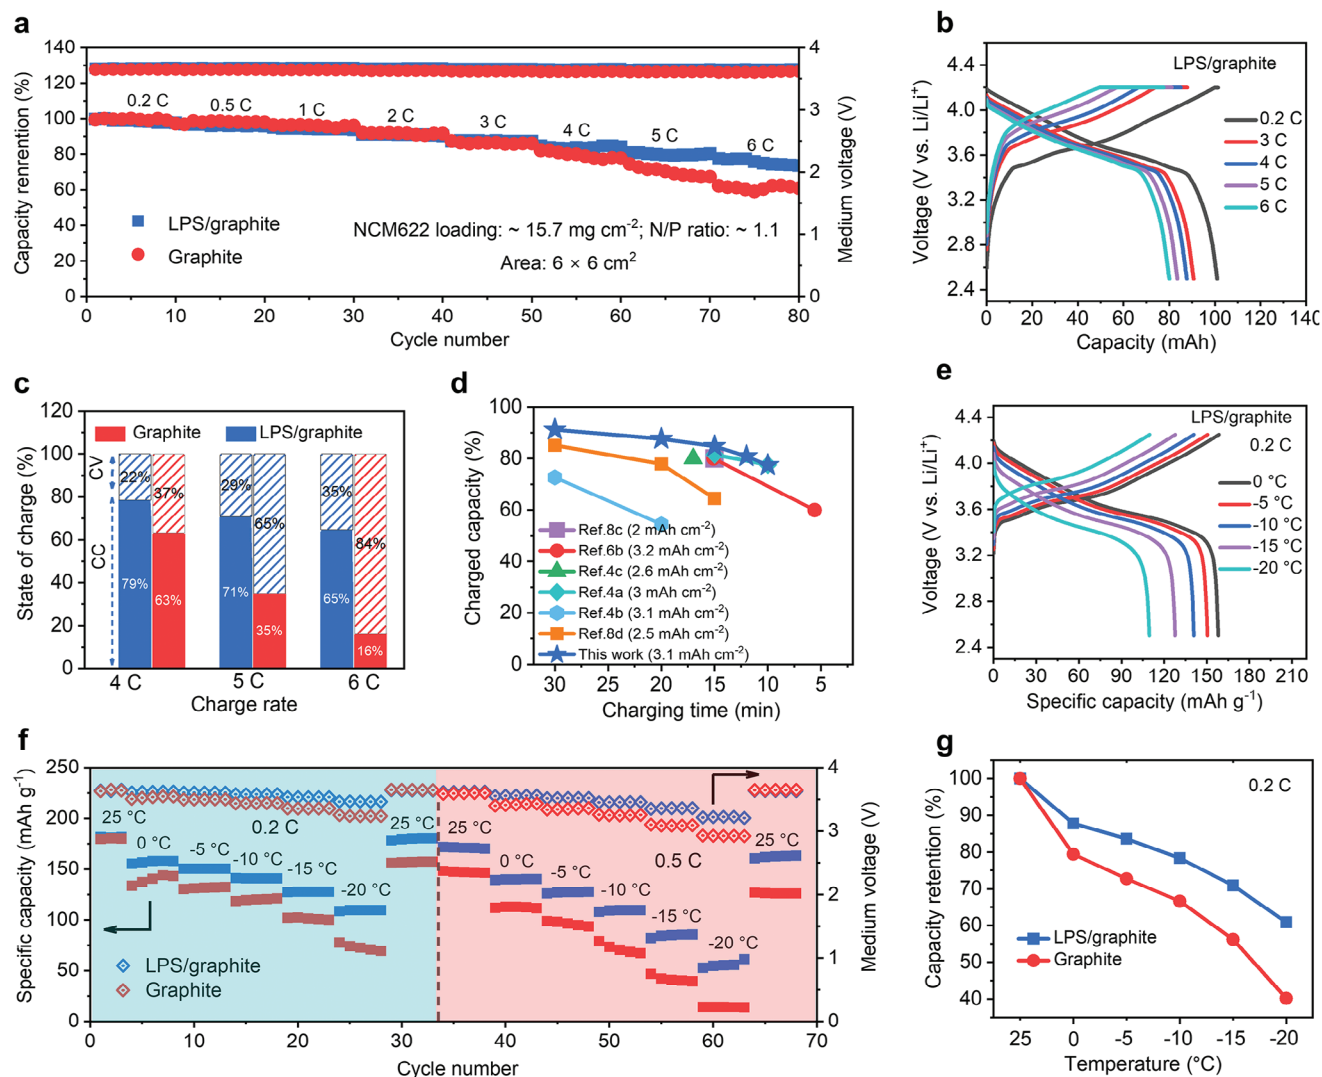 a
140
120
100
80
60
40
20
0
Capacity renrention (%)
4
3
2
1
0
Medium voltage (V)
0.2 C
0.5 C
1 C
2 C
3 C
4 C
5 C
6 C
LPS/graphite
Graphite
NCM622 loading: ~ 15.7 mg cm⁻²; N/P ratio: ~ 1.1
Area: 6 × 6 cm²
0 10 20 30 40 50 60 70 80
Cycle number
b
4.4
4.0
3.6
3.2
2.8
2.4
Voltage (V vs. Li/Li⁺)
LPS/graphite
0.2 C
3 C
4 C
5 C
6 C
0 20 40 60 80 100 120 140
Capacity (mAh)
c
120
100
80
60
40
20
0
State of charge (%)
Graphite
LPS/graphite
CV
CC
22%
37%
29%
65%
35%
84%
79%
63%
71%
35%
65%
16%
4 C 5 C 6 C
Charge rate
d
100
80
60
40
20
0
Charged capacity (%)
Ref.8c (2 mAh cm⁻²)
Ref.6b (3.2 mAh cm⁻²)
Ref.4c (2.6 mAh cm⁻²)
Ref.4a (3 mAh cm⁻²)
Ref.4b (3.1 mAh cm⁻²)
Ref.8d (2.5 mAh cm⁻²)
This work (3.1 mAh cm⁻²)
30 25 20 15 10 5
Charging time (min)
e
4.4
4.0
3.6
3.2
2.8
2.4
Voltage (V vs. Li/Li⁺)
LPS/graphite
0.2 C
0 °C
-5 °C
-10 °C
-15 °C
-20 °C
0 30 60 90 120 150 180 210
Specific capacity (mAh g⁻¹)
f
250
200
150
100
50
0
Specific capacity (mAh g⁻¹)
4
3
2
1
0
Medium voltage (V)
25 °C
0 °C
-5 °C
-10 °C
-15 °C
-20 °C
25 °C
0.2 C
25 °C
0 °C
-5 °C
-10 °C
-15 °C
-20 °C
25 °C
0.5 C
LPS/graphite
Graphite
0 10 20 30 40 50 60 70
Cycle number
g
100
90
80
70
60
50
40
Capacity retention (%)
0.2 C
LPS/graphite
Graphite
25 0 -5 -10 -15 -20
Temperature (°C)